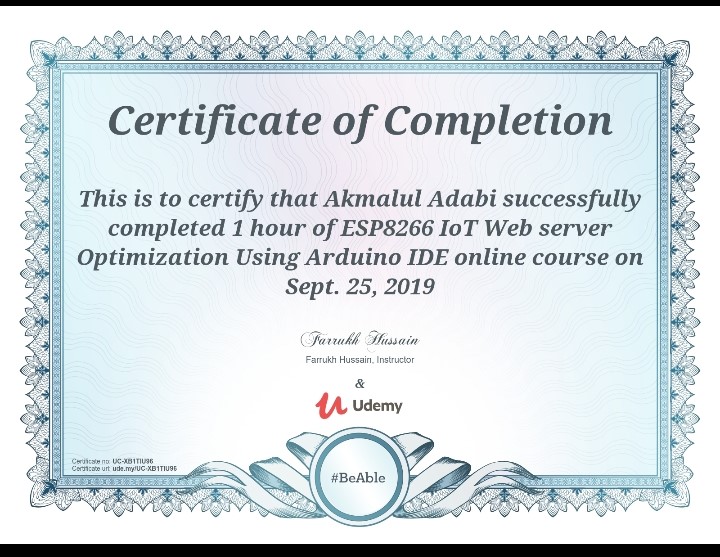 Certificate of Completion
This is to certify that Akmalul Adabi successfully
completed 1 hour of ESP8266 IoT Web server
Optimization Using Arduino IDE online course on
Sept. 25, 2019
Farrukh Hussain
Farrukh Hussain, Instructor
&
Udemy
Certificate no: UC-XB1TIU96
Certificate url: ude.my/UC-XB1TIU96
#BeAble